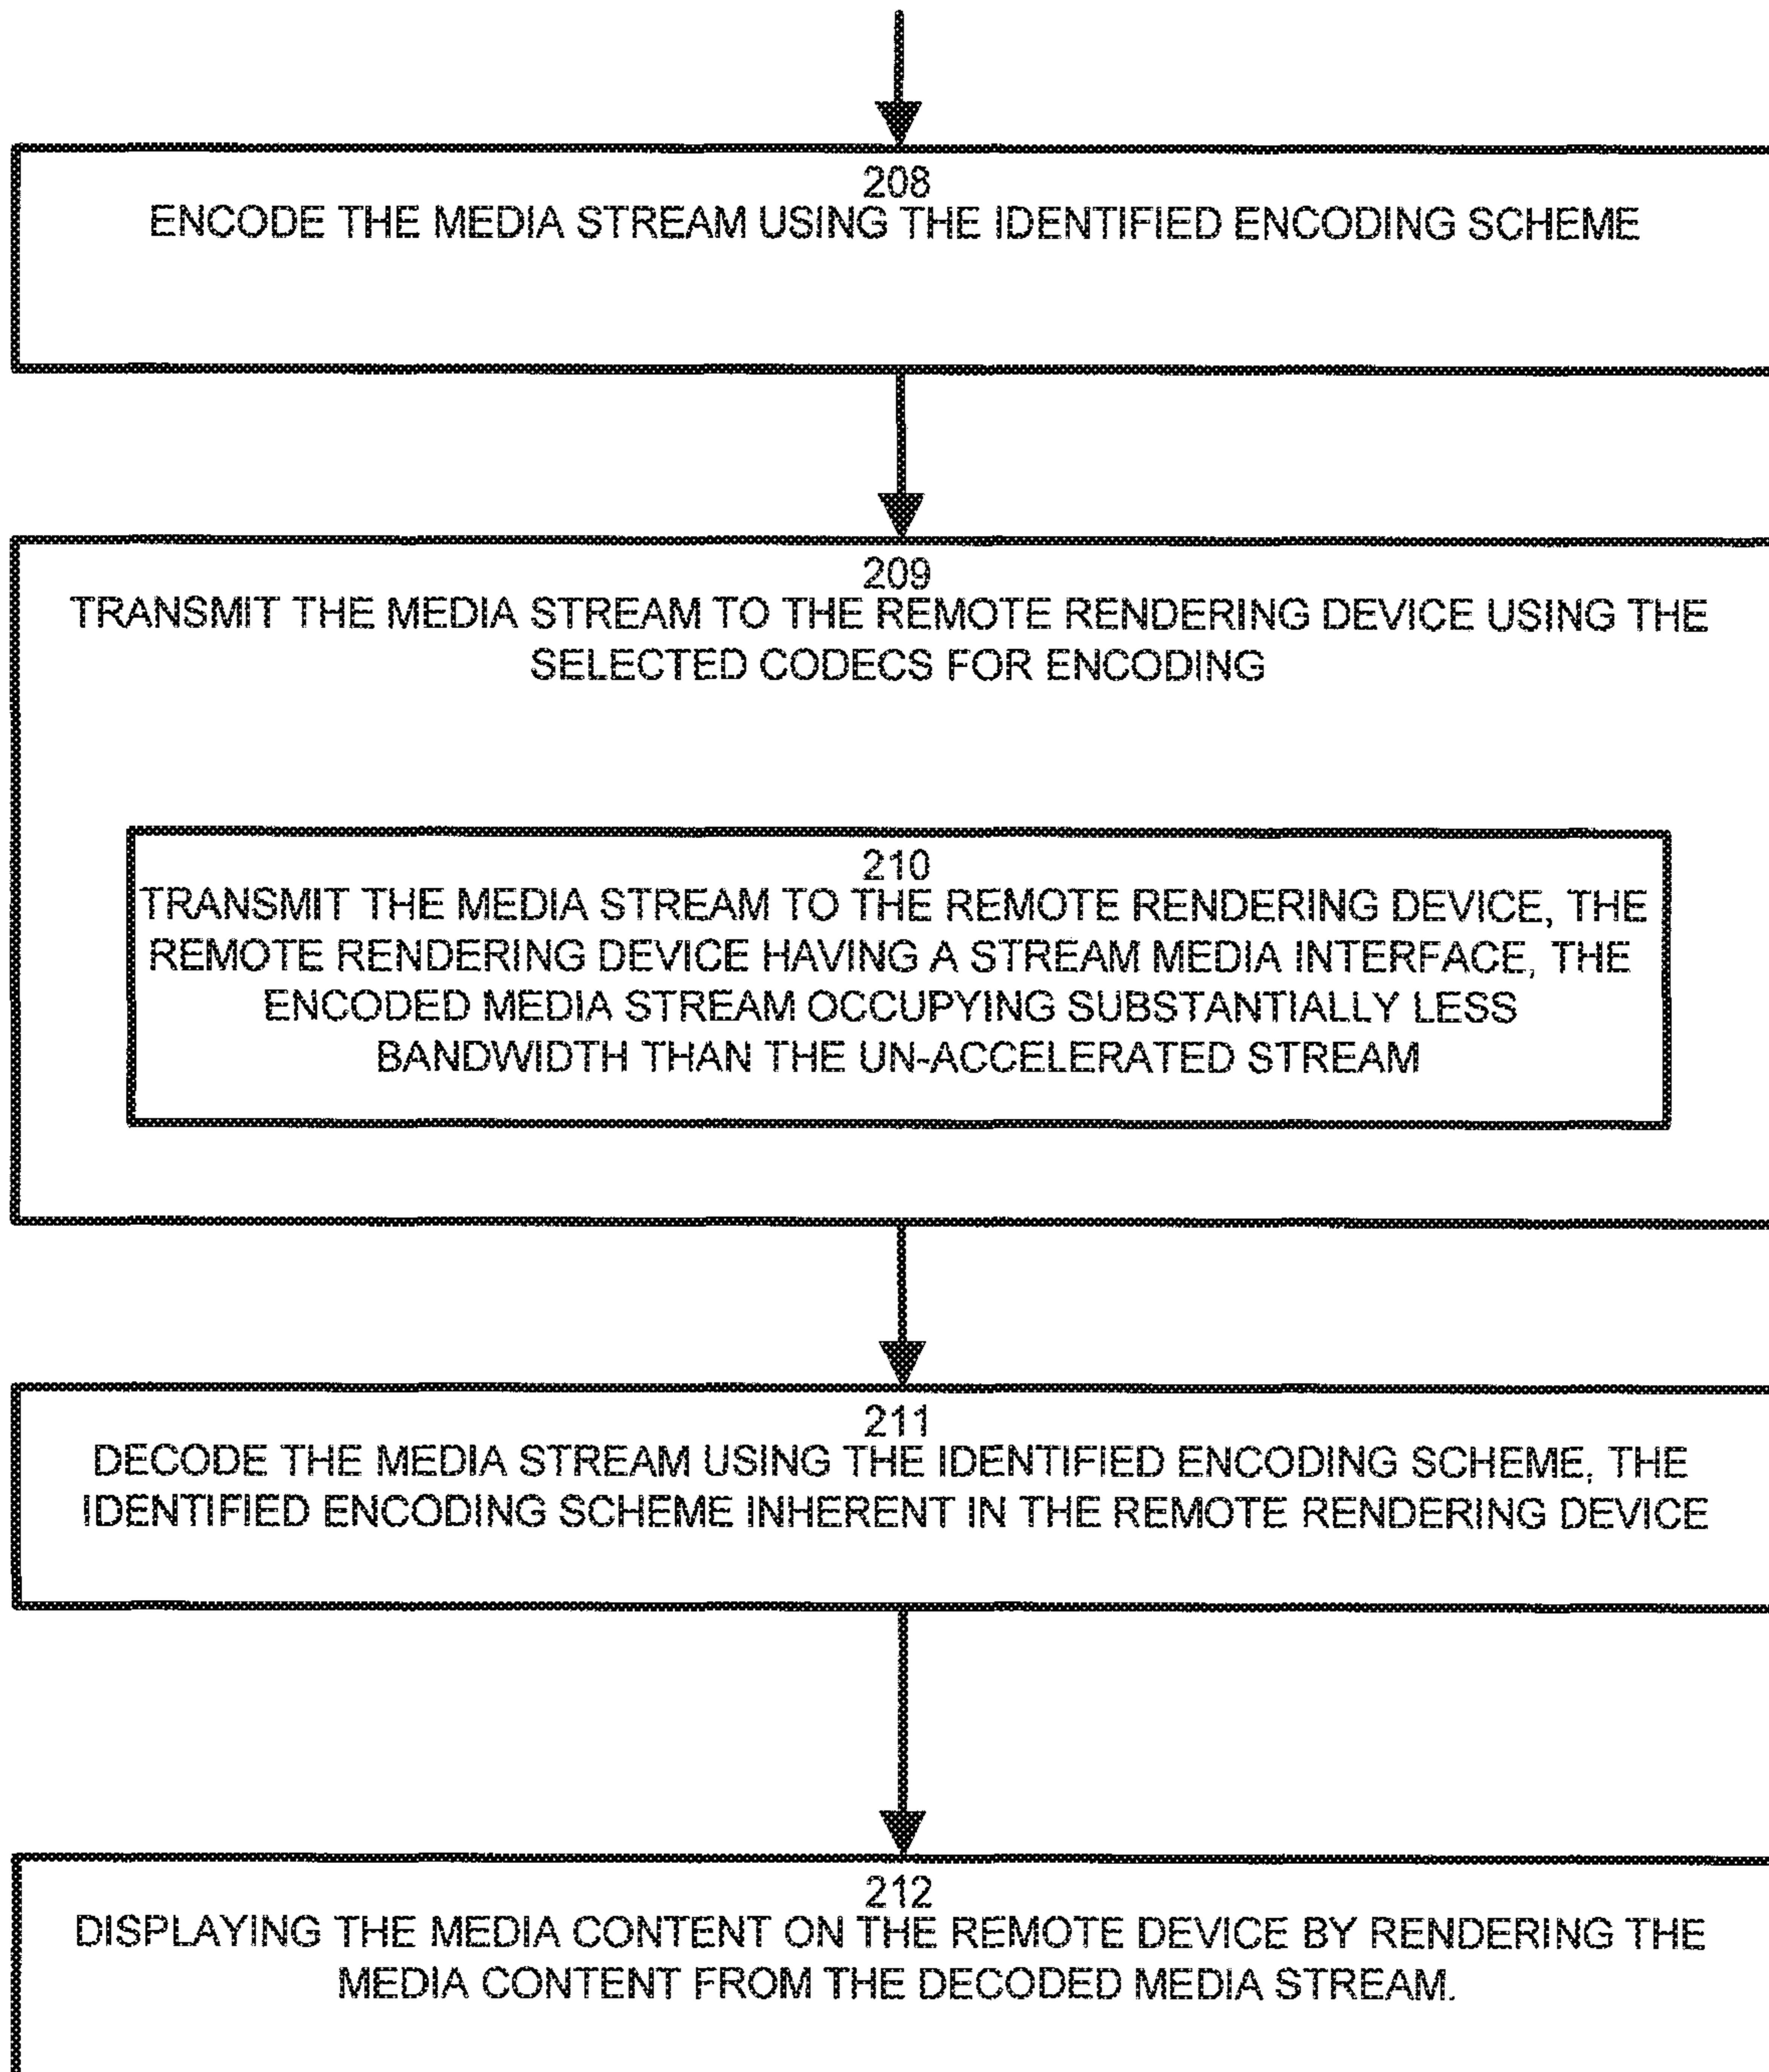 208
ENCODE THE MEDIA STREAM USING THE IDENTIFIED ENCODING SCHEME
209
TRANSMIT THE MEDIA STREAM TO THE REMOTE RENDERING DEVICE USING THE
SELECTED CODECS FOR ENCODING
210
TRANSMIT THE MEDIA STREAM TO THE REMOTE RENDERING DEVICE, THE
REMOTE RENDERING DEVICE HAVING A STREAM MEDIA INTERFACE, THE
ENCODED MEDIA STREAM OCCUPYING SUBSTANTIALLY LESS
BANDWIDTH THAN THE UN-ACCELERATED STREAM
211
DECODE THE MEDIA STREAM USING THE IDENTIFIED ENCODING SCHEME, THE
IDENTIFIED ENCODING SCHEME INHERENT IN THE REMOTE RENDERING DEVICE
212
DISPLAYING THE MEDIA CONTENT ON THE REMOTE DEVICE BY RENDERING THE
MEDIA CONTENT FROM THE DECODED MEDIA STREAM.